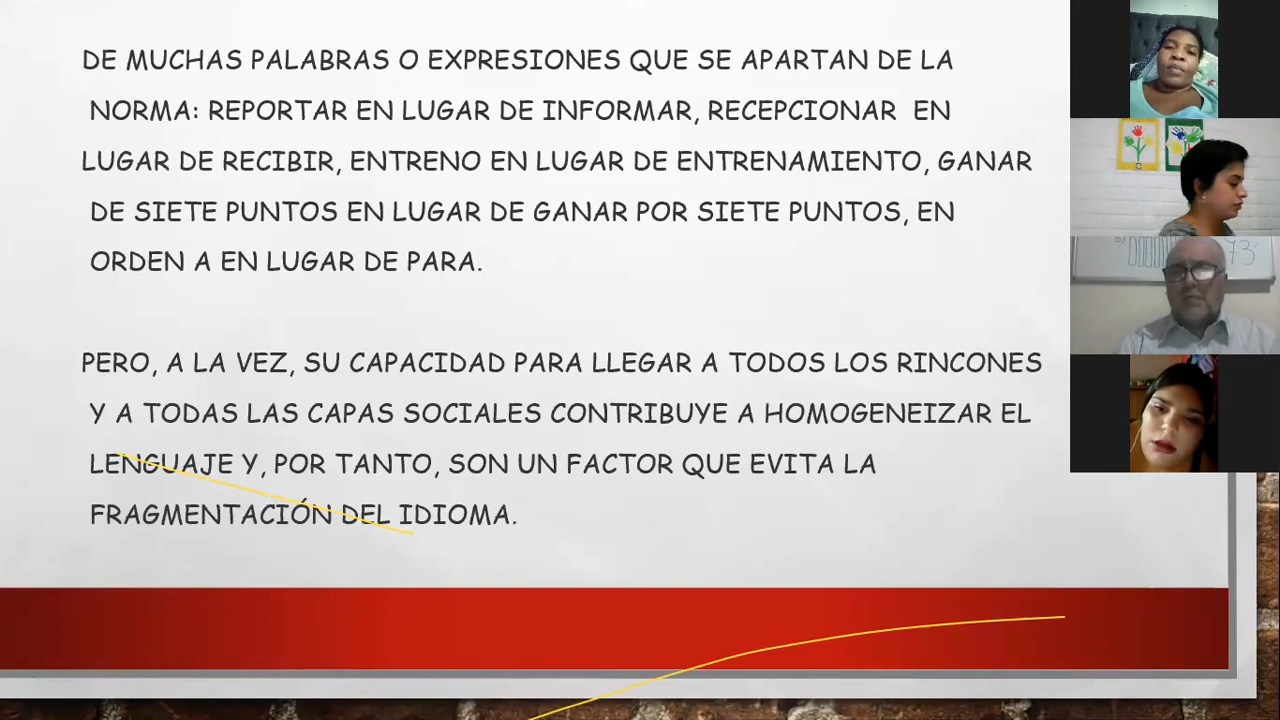 DE MUCHAS PALABRAS O EXPRESIONES QUE SE APARTAN DE LA
NORMA: REPORTAR EN LUGAR DE INFORMAR, RECEPCIONAR EN
LUGAR DE RECIBIR, ENTRENO EN LUGAR DE ENTRENAMIENTO, GANAR
DE SIETE PUNTOS EN LUGAR DE GANAR POR SIETE PUNTOS, EN
ORDEN A EN LUGAR DE PARA.
PERO, A LA VEZ, SU CAPACIDAD PARA LLEGAR A TODOS LOS RINCONES
Y A TODAS LAS CAPAS SOCIALES CONTRIBUYE A HOMOGENEIZAR EL
LENGUAJE Y, POR TANTO, SON UN FACTOR QUE EVITA LA
FRAGMENTACIÓN DEL IDIOMA.
73